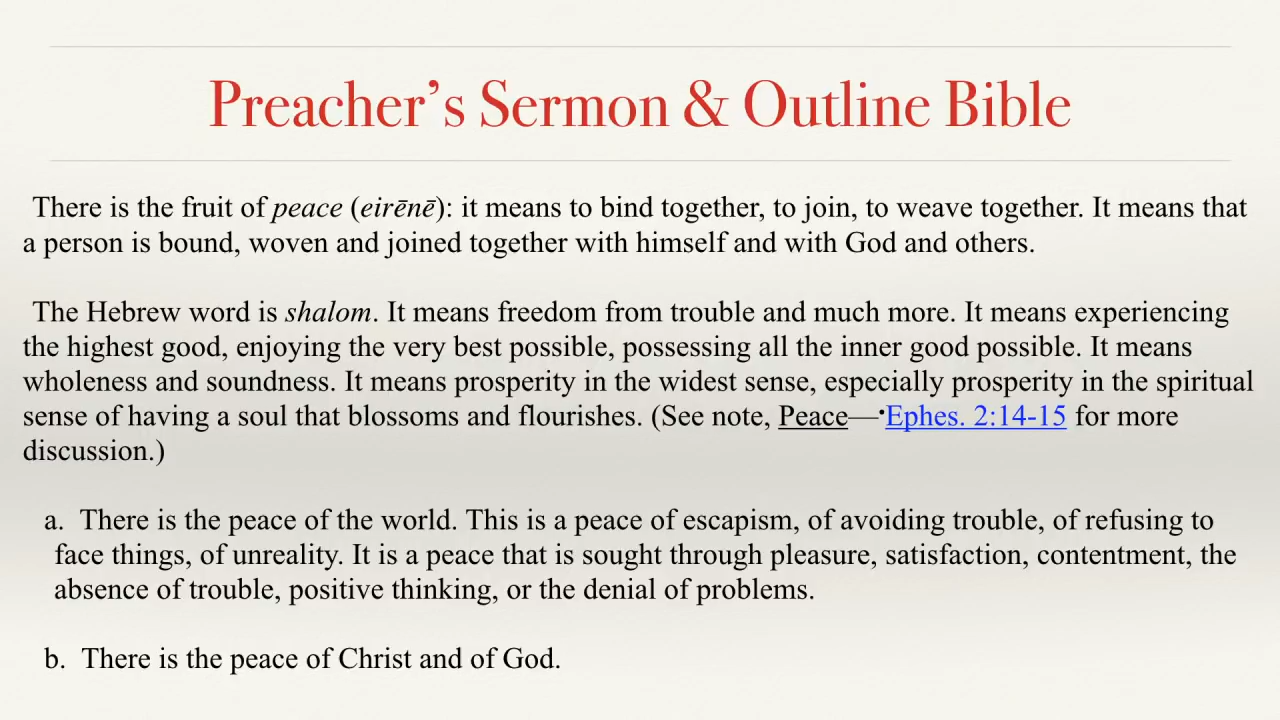 Preacher’s Sermon & Outline Bible
There is the fruit of peace (eirēnē): it means to bind together, to join, to weave together. It means that
a person is bound, woven and joined together with himself and with God and others.
The Hebrew word is shalom. It means freedom from trouble and much more. It means experiencing
the highest good, enjoying the very best possible, possessing all the inner good possible. It means
wholeness and soundness. It means prosperity in the widest sense, especially prosperity in the spiritual
sense of having a soul that blossoms and flourishes. (See note, Peace—•Ephes. 2:14-15 for more
discussion.)
a. There is the peace of the world. This is a peace of escapism, of avoiding trouble, of refusing to
face things, of unreality. It is a peace that is sought through pleasure, satisfaction, contentment, the
absence of trouble, positive thinking, or the denial of problems.
b. There is the peace of Christ and of God.